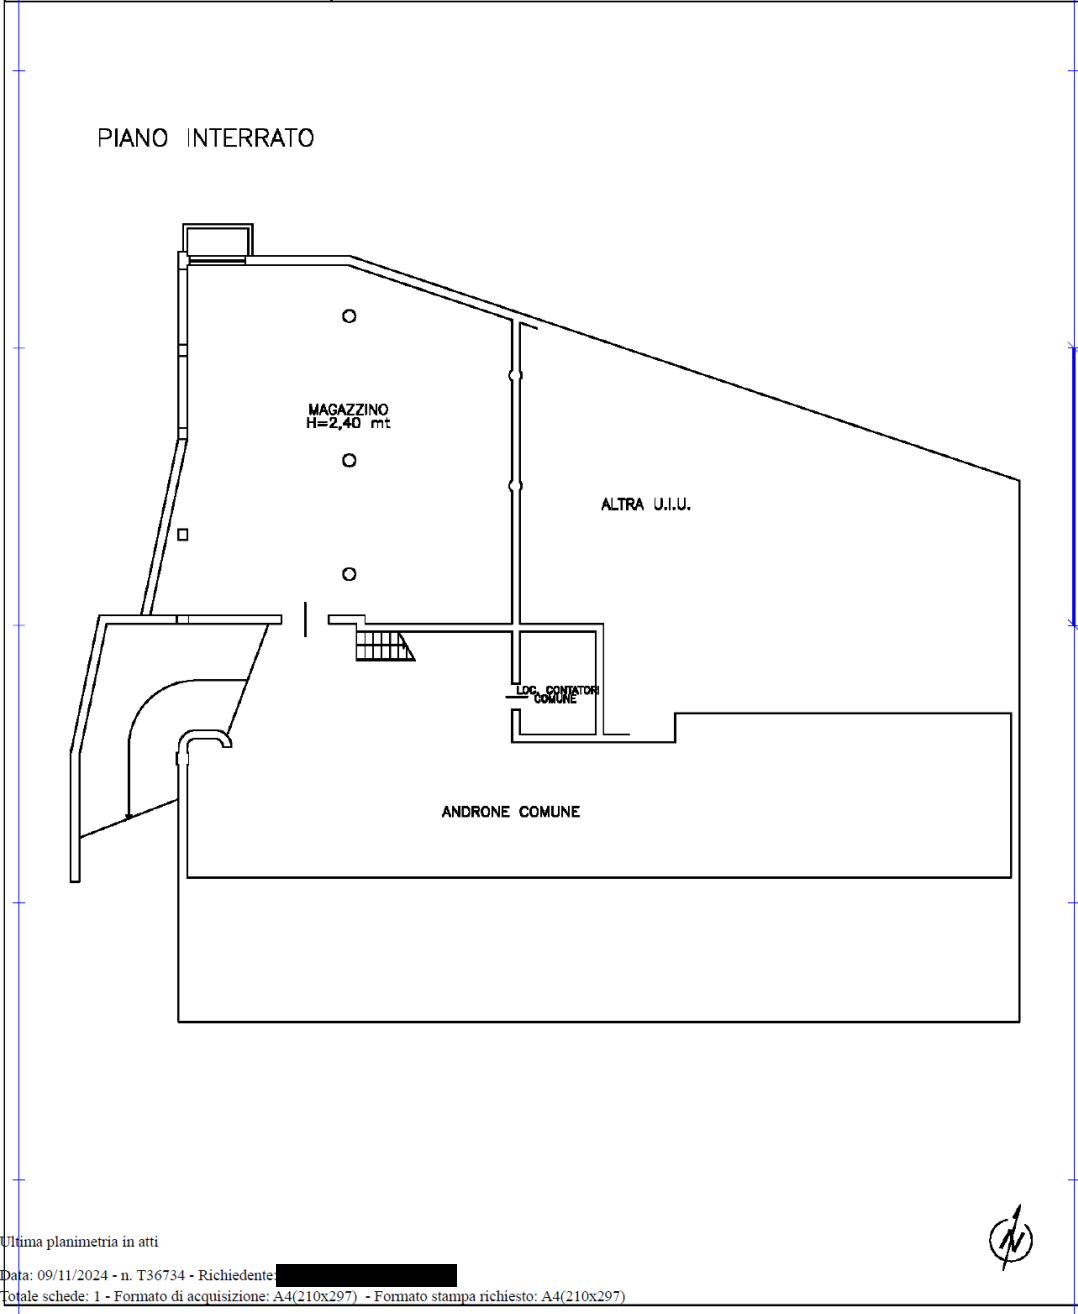 PIANO INTERRATO
MAGAZZINO
H=2,40 mt
ALTRA U.I.U.
LOC. CONTATORI
COMUNE
ANDRONE COMUNE
N
Ultima planimetria in atti
Data: 09/11/2024 - n. T36734 - Richiedente:
Totale schede: 1 - Formato di acquisizione: A4(210x297) - Formato stampa richiesto: A4(210x297)